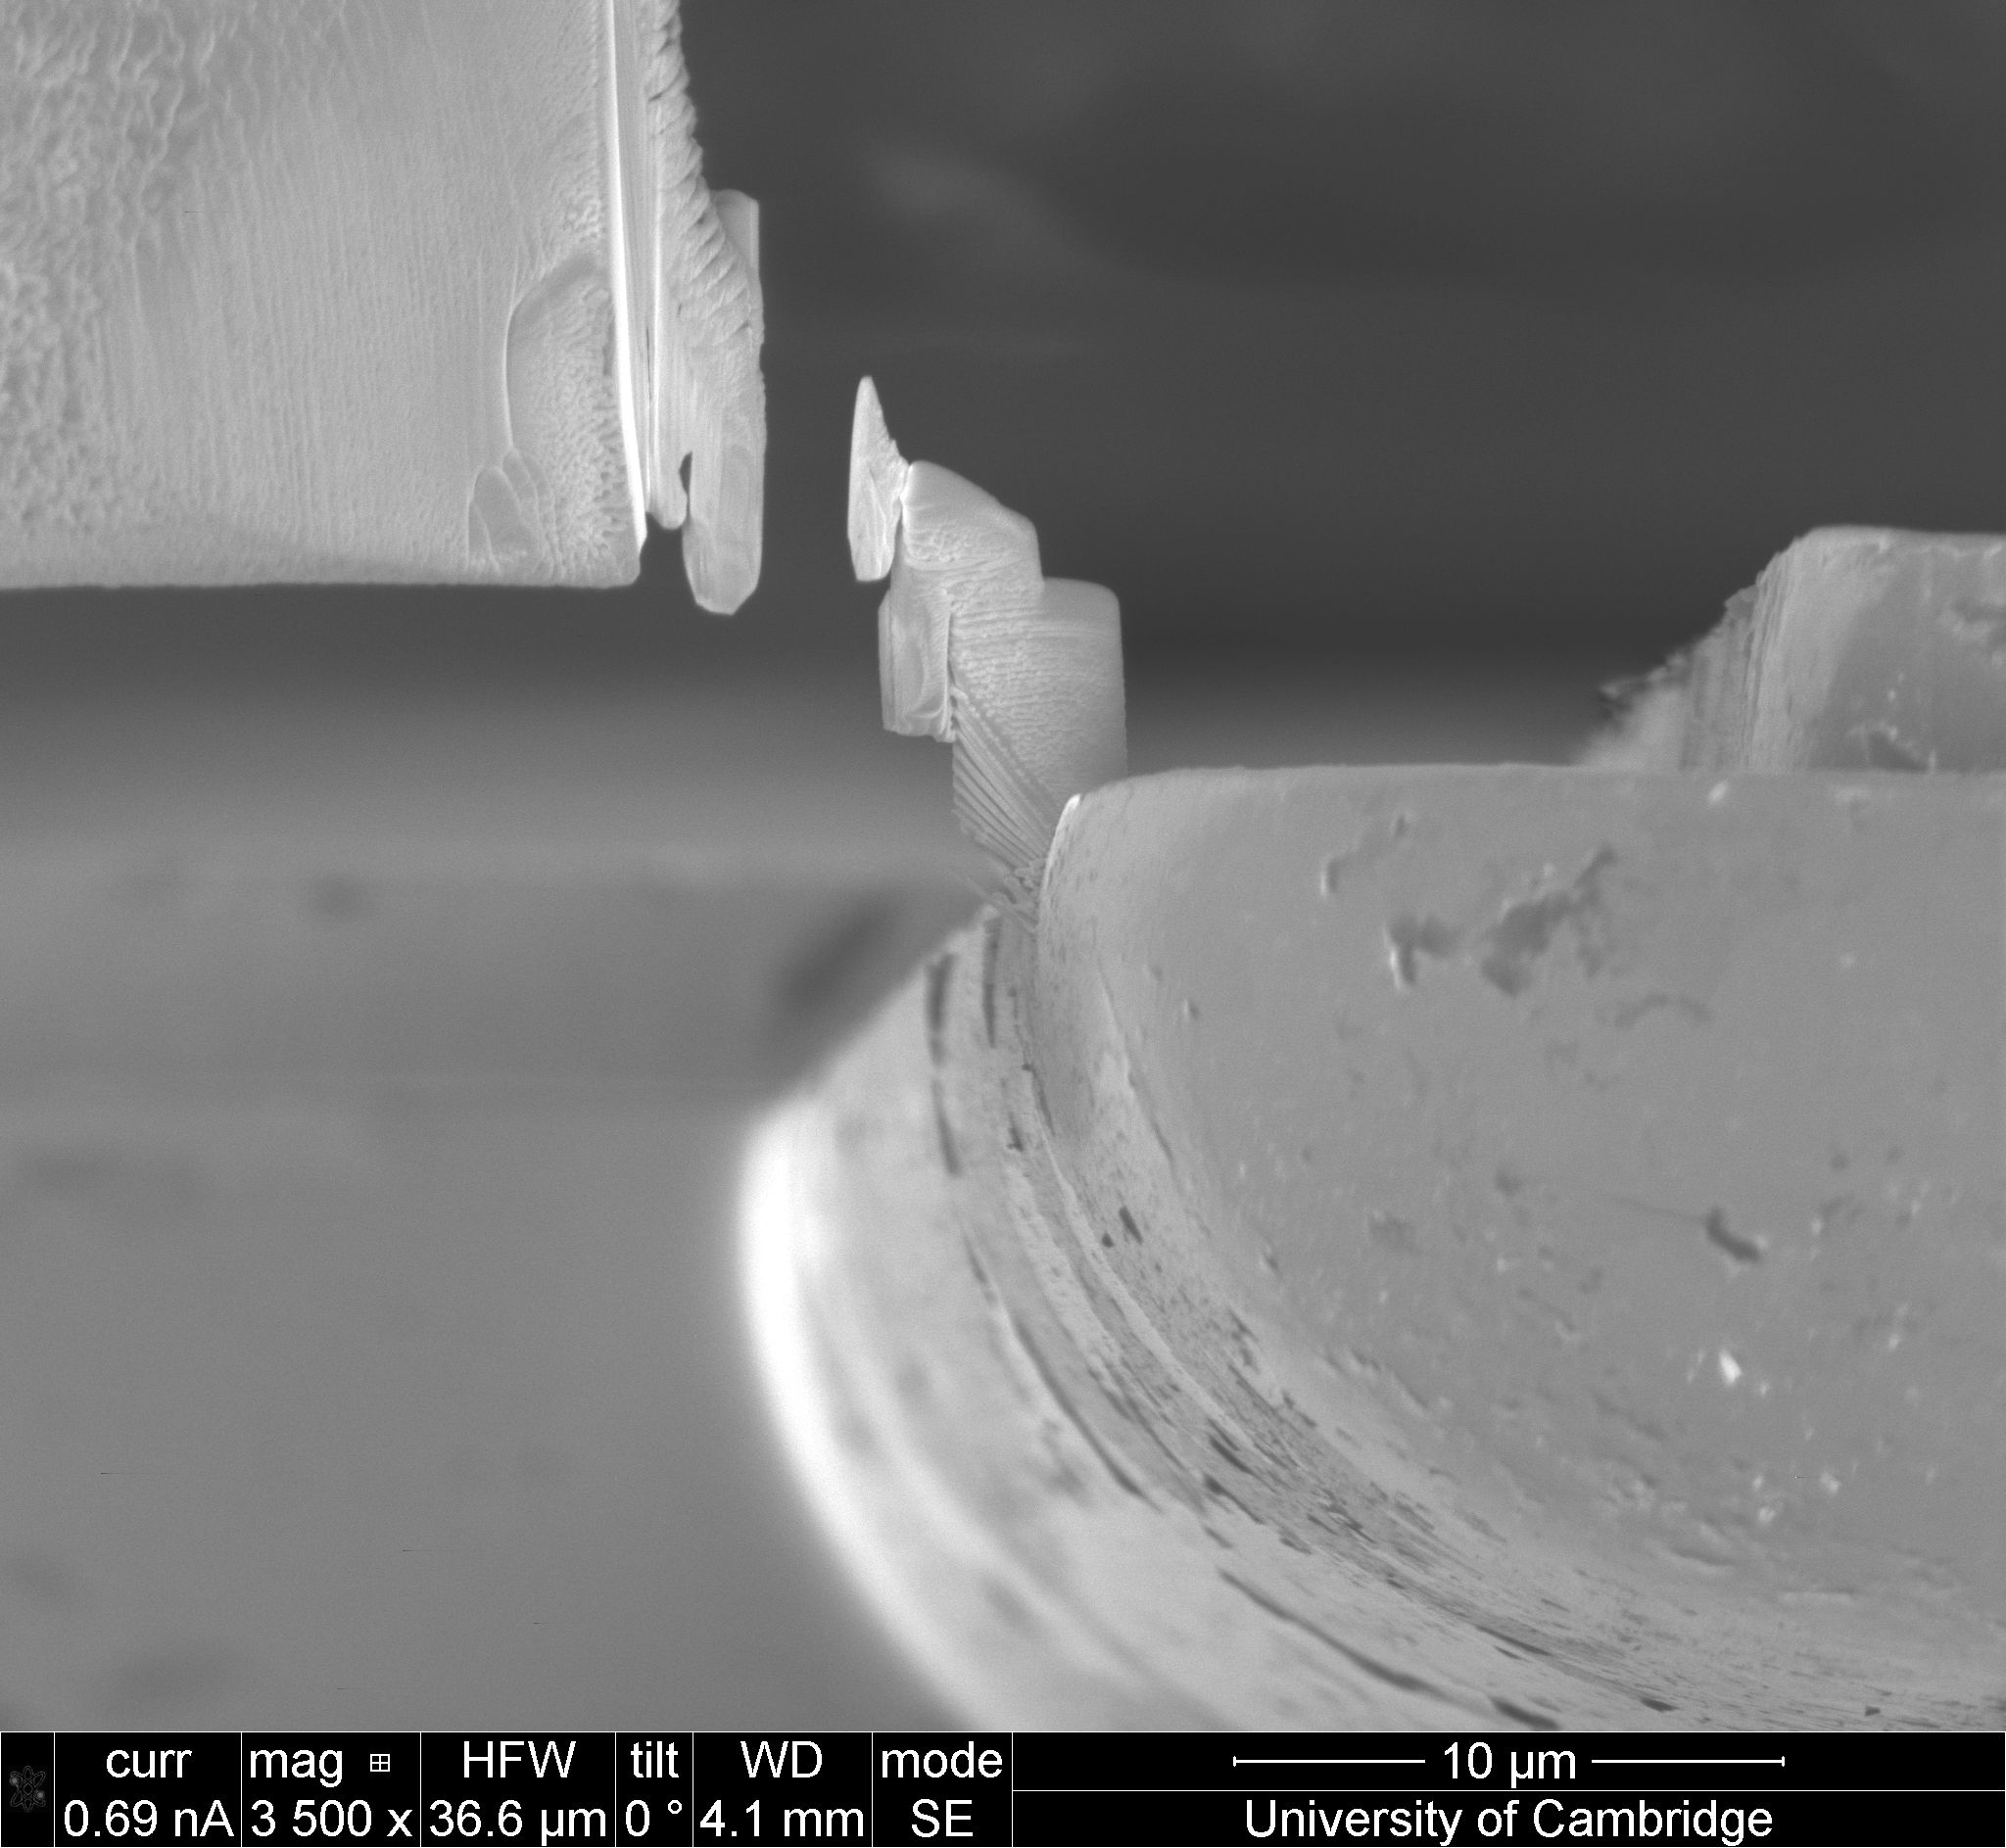 curr
0.69 nA
mag
3 500 x
HFW
36.6 µm
tilt
0 °
WD
4.1 mm
mode
SE
10 µm
University of Cambridge